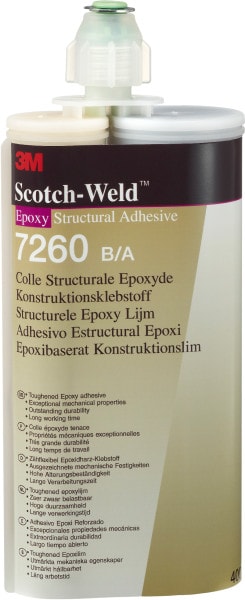 3M
Scotch-Weld™
Epoxy Structural Adhesive
7260 B/A
Colle Structurale Epoxyde
Konstruktionsklebstoff
Structurele Epoxy Lijm
Adhesivo Estructural Epoxi
Epoxibaserat Konstruktionslim
• Toughened Epoxy adhesive
• Exceptional mechanical properties
• Outstanding durability
• Long working time
• Colle époxyde tenace
• Propriétés mécaniques exceptionelles
• Trés grande durabilité
• Long temps de travail
• Zähflexibel Epoxidharz-Klebstoff
• Ausgezeichnete mechanische Festigkeiten
• Hohe Alterungsbeständigkeit
• Lange Verarbeitungszeit
• Toughened epoxylijm
• Zeer zwaar belastbaar
• Hoge duurzaamheid
• Lange verwerkingstijd
• Adhesivo Epoxi Reforzado
• Excepcionales propiedades mécanicas
• Extraordinaria durabilidad
• Largo tiempo abierto
• Toughened Epoxilim
• Utmärkta mekaniska egenskaper
• Utmärkt hållbarhet
• Lång arbetstid